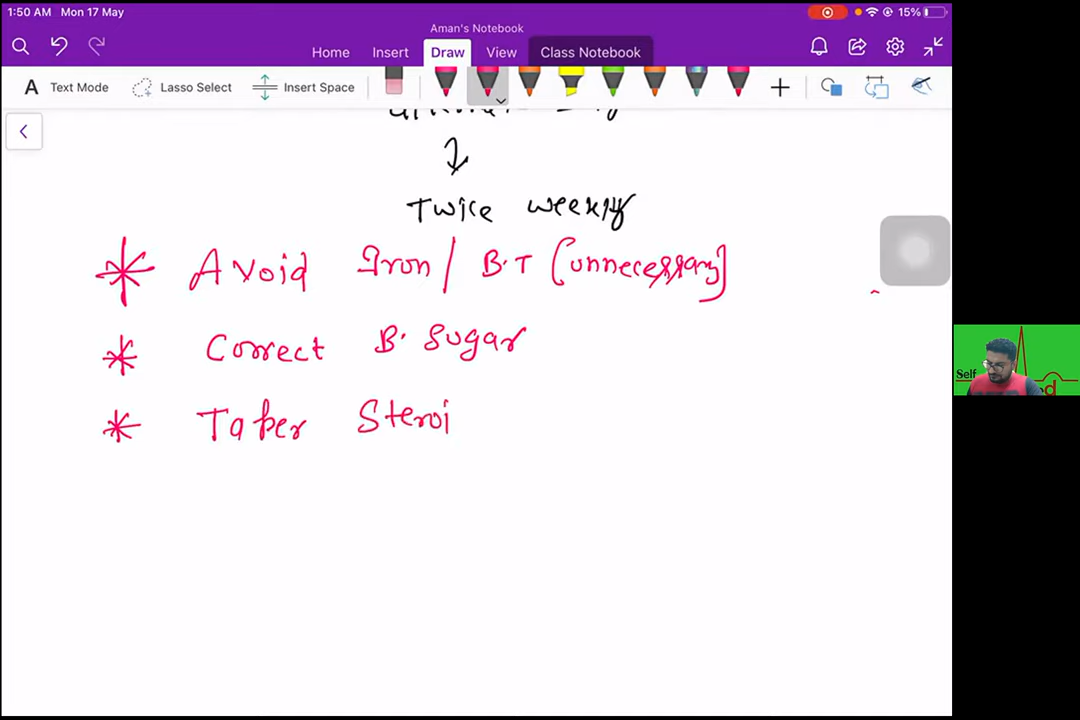 1:50 AM Mon 17 May
15%
Aman's Notebook
Home Insert Draw View Class Notebook
A Text Mode Lasso Select Insert Space
Twice weekly
* Avoid Iron / B.T [unnecessary]
* Correct B. Sugar
* Taper Steroi
Self